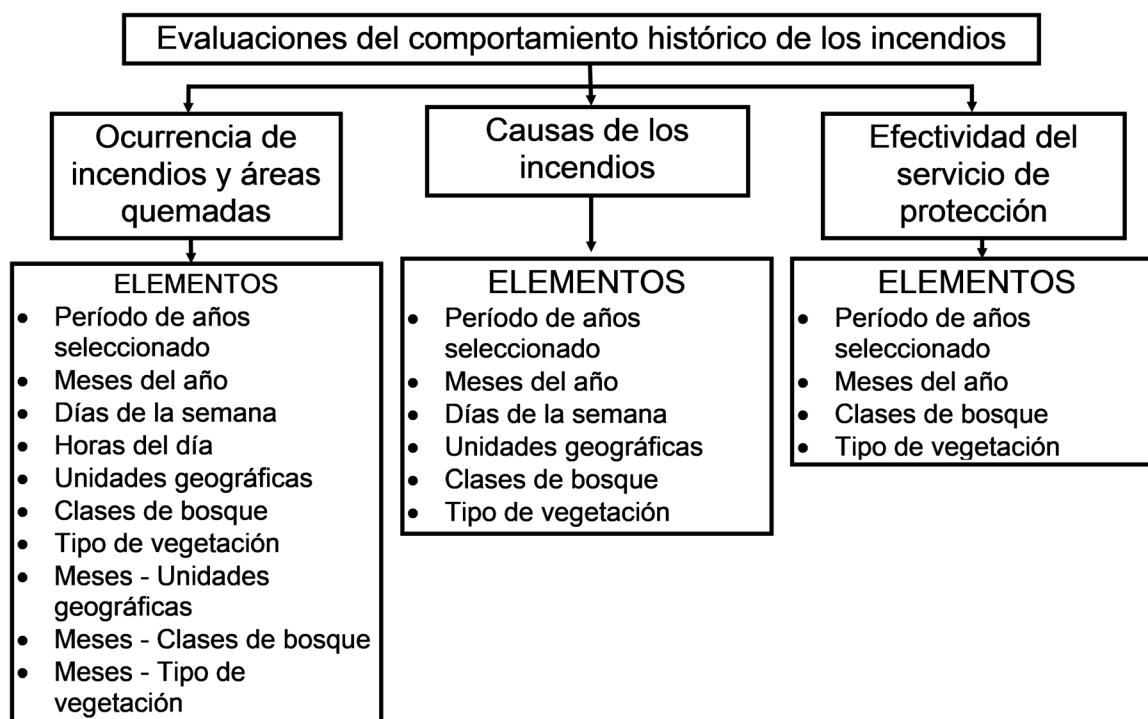 Evaluaciones del comportamiento histórico de los incendios
Ocurrencia de
incendios y áreas
quemadas
Causas de los
incendios
Efectividad del
servicio de
protección
ELEMENTOS
• Período de años
seleccionado
• Meses del año
• Días de la semana
• Horas del día
• Unidades geográficas
• Clases de bosque
• Tipo de vegetación
• Meses - Unidades
geográficas
• Meses - Clases de bosque
• Meses - Tipo de
vegetación
ELEMENTOS
• Período de años
seleccionado
• Meses del año
• Días de la semana
• Unidades geográficas
• Clases de bosque
• Tipo de vegetación
ELEMENTOS
• Período de años
seleccionado
• Meses del año
• Clases de bosque
• Tipo de vegetación